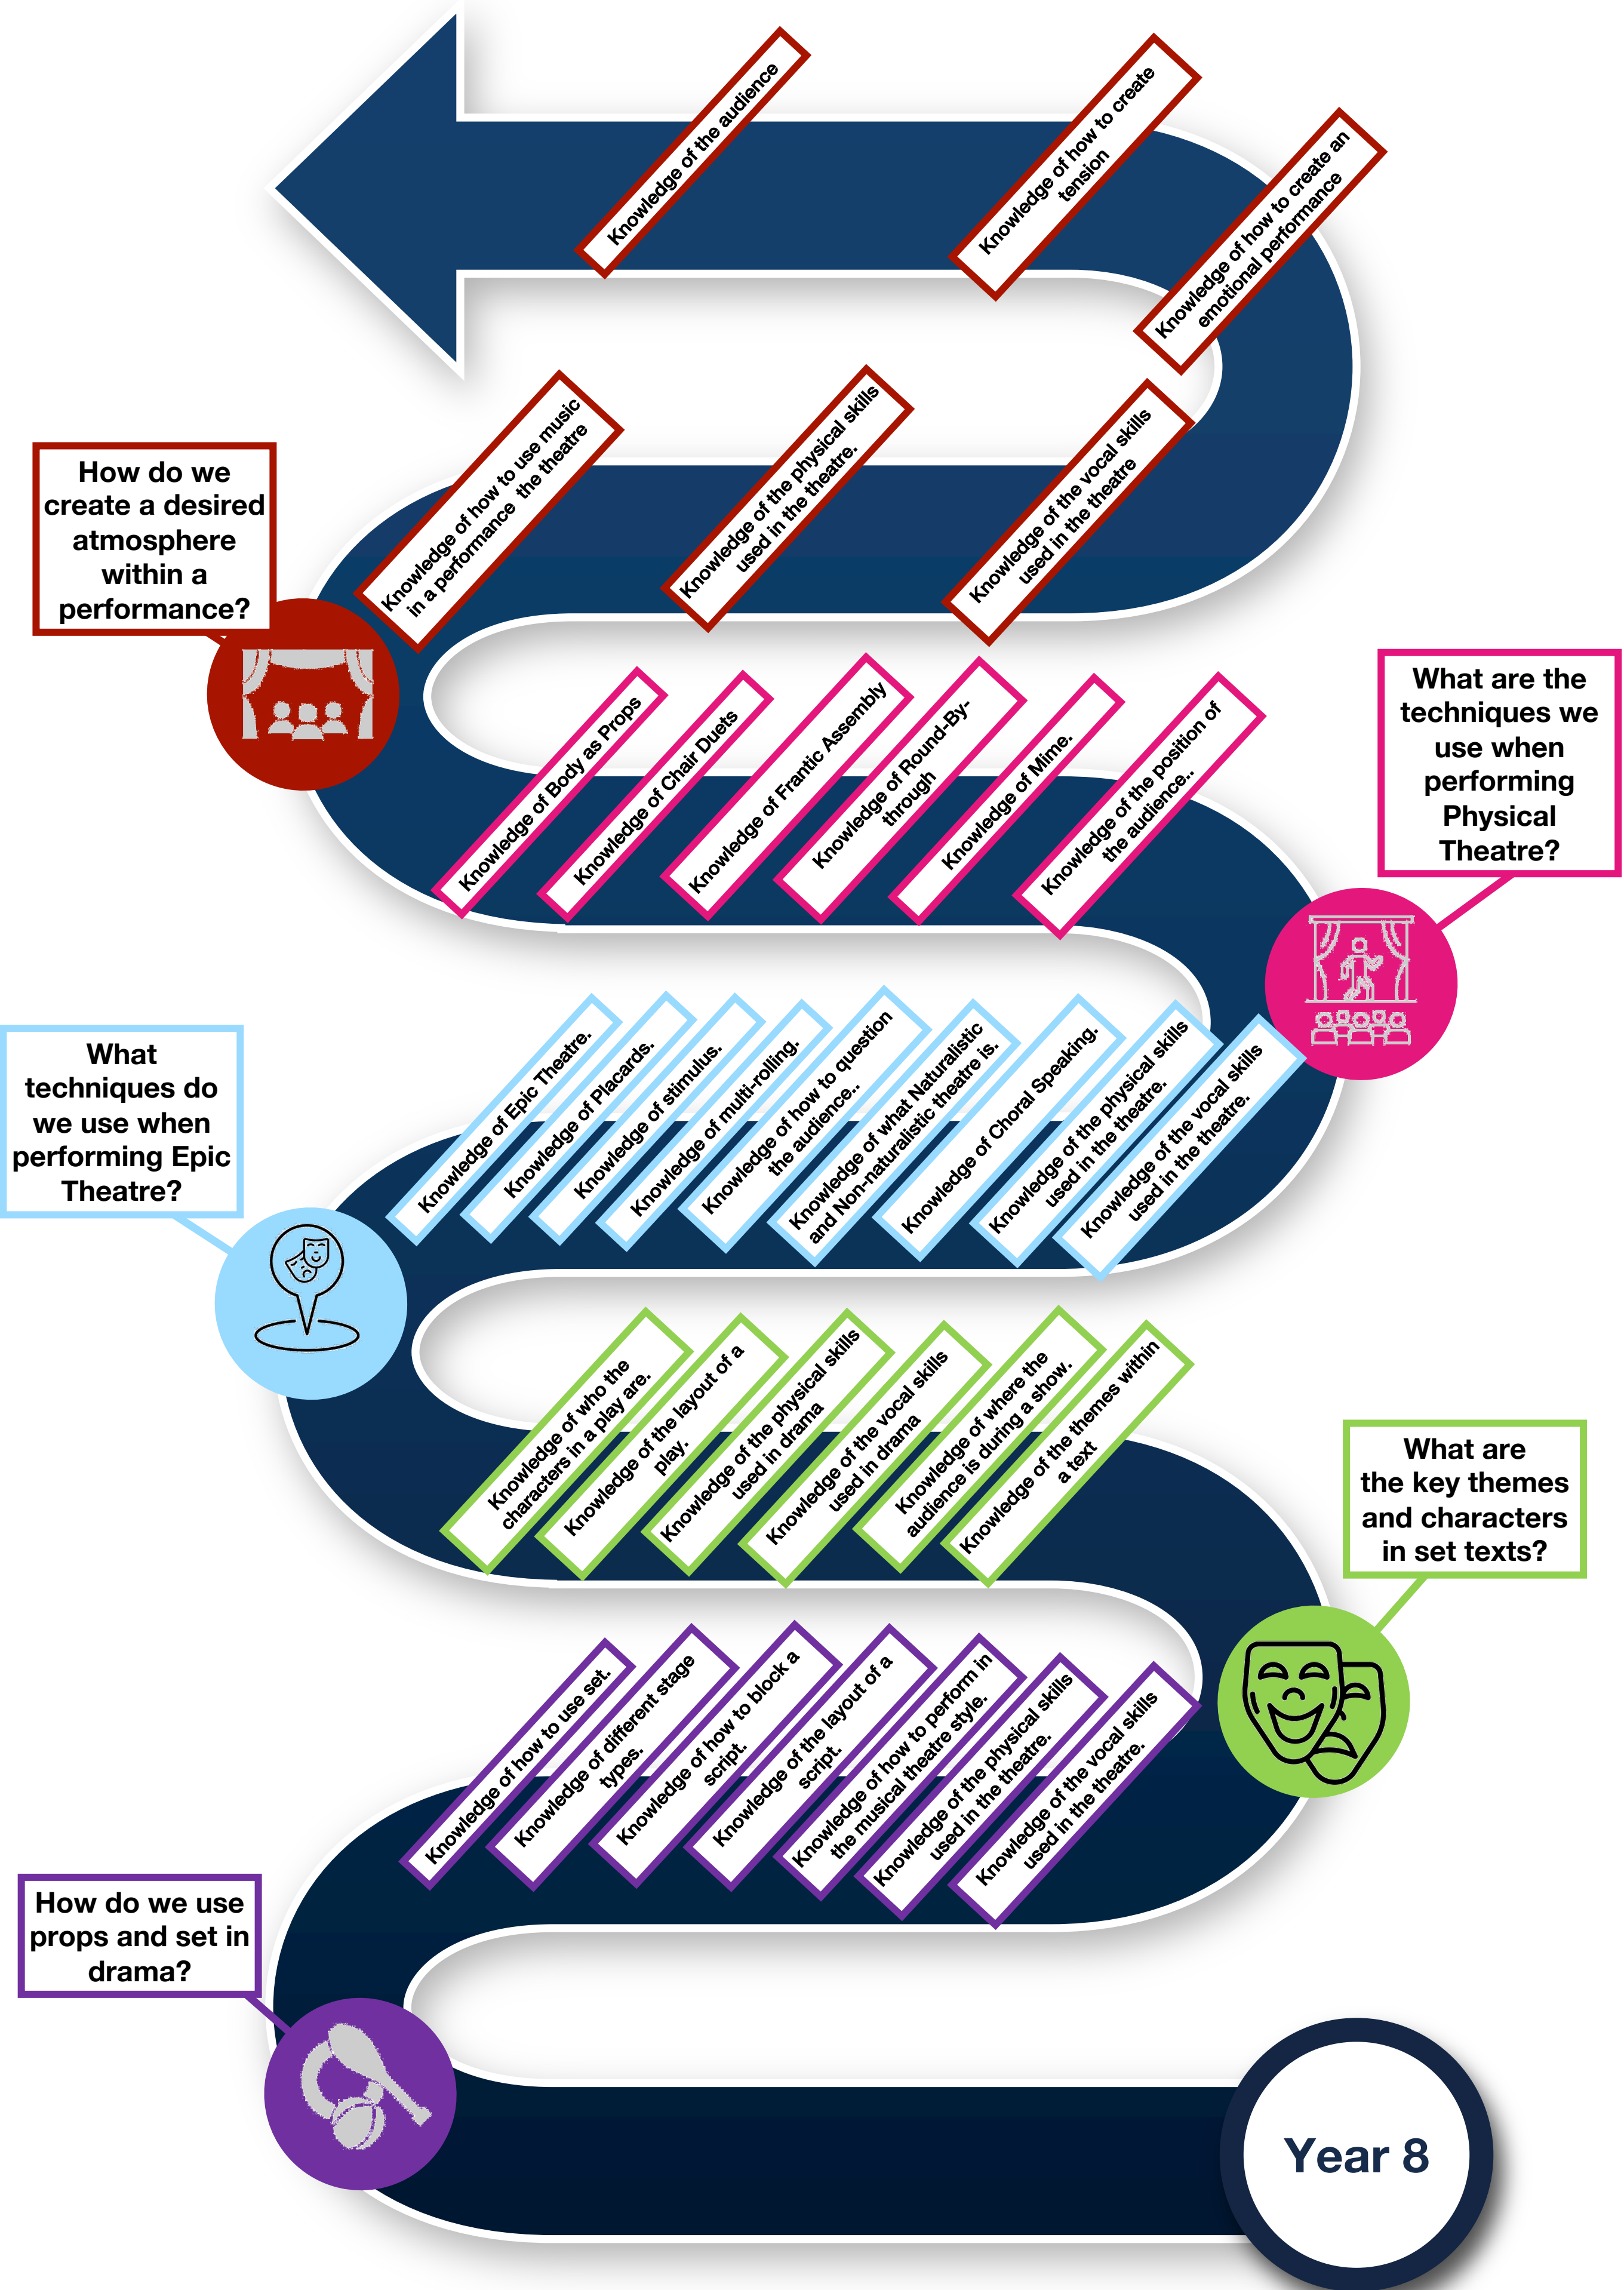 Knowledge of the audience
Knowledge of how to create
tension
Knowledge of how to create an
emotional performance
Knowledge of how to use music
in a performance the theatre
Knowledge of the physical skills
used in the theatre.
Knowledge of the vocal skills
used in the theatre
How do we
create a desired
atmosphere
within a
performance?
Knowledge of Body as Props
Knowledge of Chair Duets
Knowledge of Frantic Assembly
Knowledge of Round-By-
through
Knowledge of Mime.
Knowledge of the position of
the audience..
What are the
techniques we
use when
performing
Physical
Theatre?
What
techniques do
we use when
performing Epic
Theatre?
Knowledge of Epic Theatre.
Knowledge of Placards.
Knowledge of stimulus.
Knowledge of multi-rolling.
Knowledge of how to question
the audience..
Knowledge of what Naturalistic
and Non-naturalistic theatre is.
Knowledge of Choral Speaking.
Knowledge of the physical skills
used in the theatre.
Knowledge of the vocal skills
used in the theatre.
Knowledge of who the
characters in a play are.
Knowledge of the layout of a
play.
Knowledge of the physical skills
used in drama
Knowledge of the vocal skills
used in drama
Knowledge of where the
audience is during a show.
Knowledge of the themes within
a text
What are
the key themes
and characters
in set texts?
Knowledge of how to use set.
Knowledge of different stage
types.
Knowledge of how to block a
script.
Knowledge of the layout of a
script.
Knowledge of how to perform in
the musical theatre style.
Knowledge of the physical skills
used in the theatre.
Knowledge of the vocal skills
used in the theatre.
How do we use
props and set in
drama?
Year 8